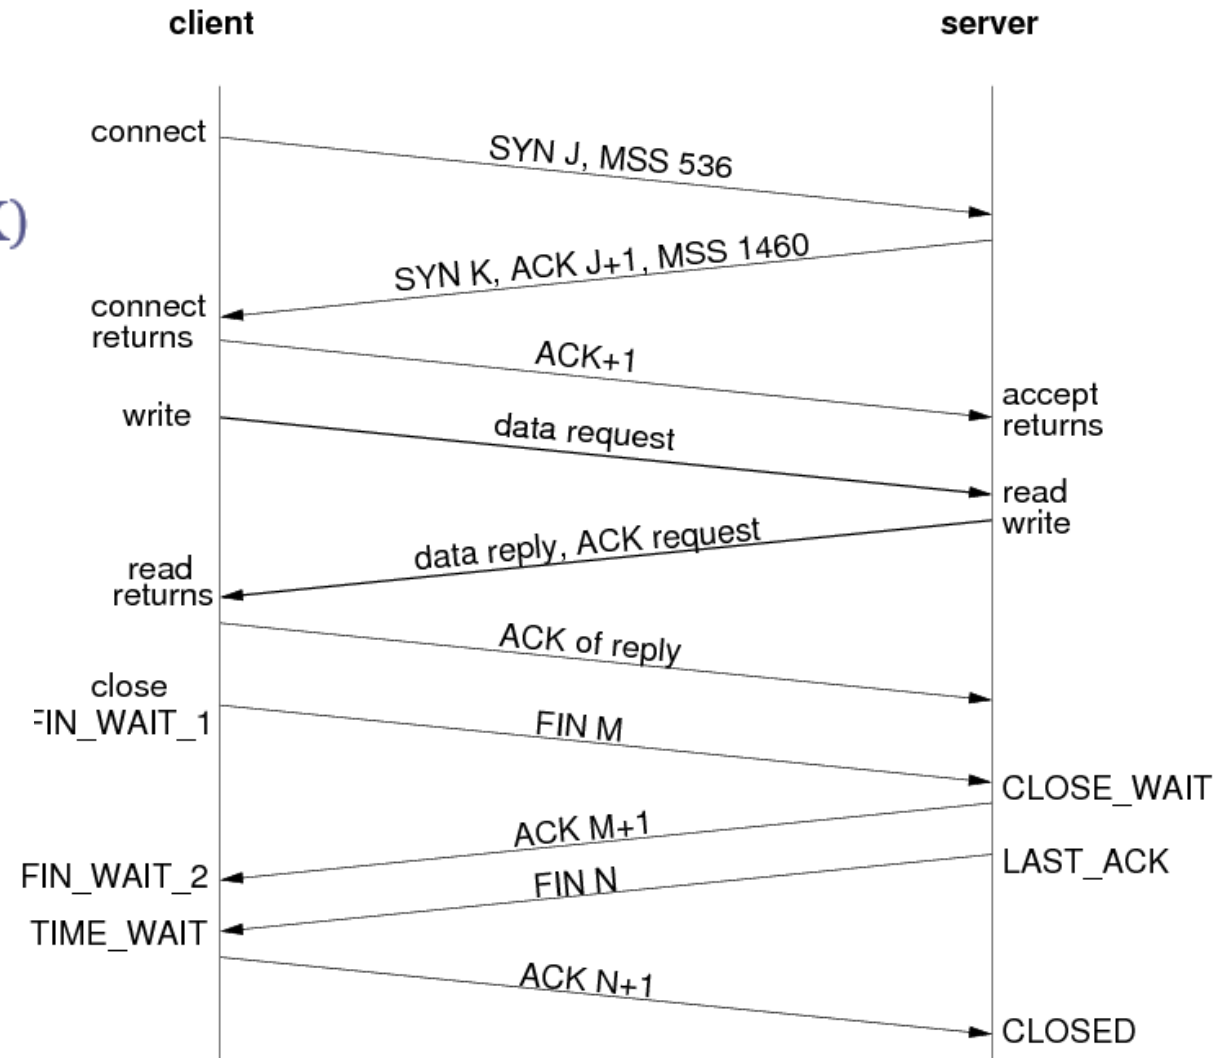 client
server
connect
SYN J, MSS 536
K)
SYN K, ACK J+1, MSS 1460
connect
returns
ACK+1
accept
returns
write
data request
read
write
data reply, ACK request
read
returns
ACK of reply
close
FIN_WAIT_1
FIN M
CLOSE_WAIT
ACK M+1
FIN_WAIT_2
LAST_ACK
FIN N
TIME_WAIT
ACK N+1
CLOSED